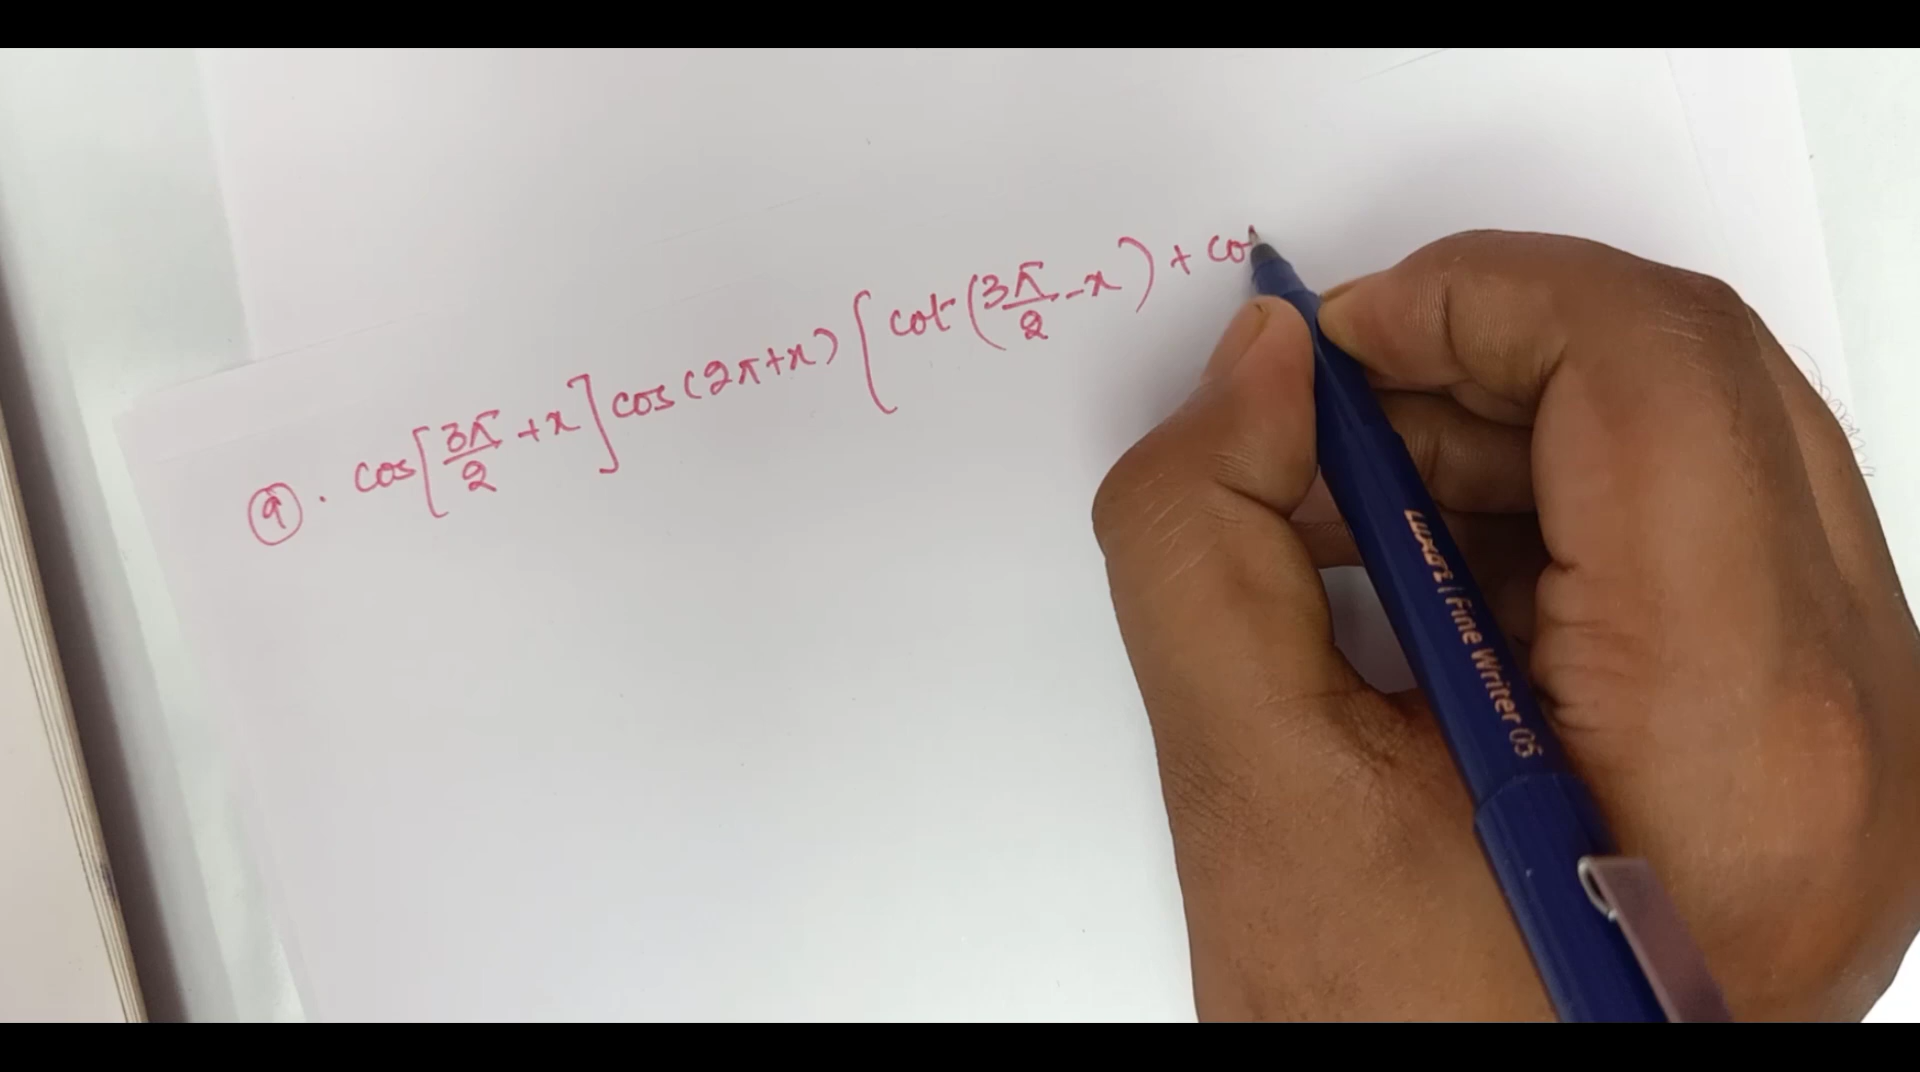 9. cos[3π/2 + x] cos(2π+x) [cot(3π/2 - x) + co
LUXOR | Fine Writer 05